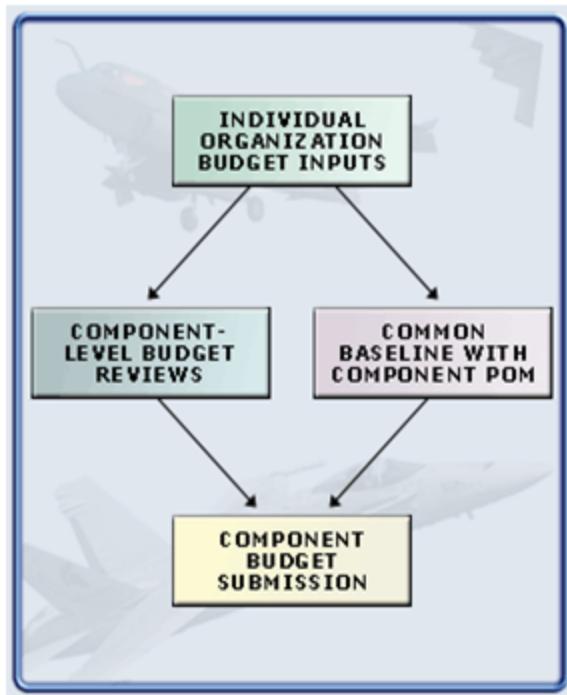 INDIVIDUAL
ORGANIZATION
BUDGET INPUTS
COMPONENT-
LEVEL BUDGET
REVIEWS
COMMON
BASELINE WITH
COMPONENT POM
COMPONENT
BUDGET
SUBMISSION